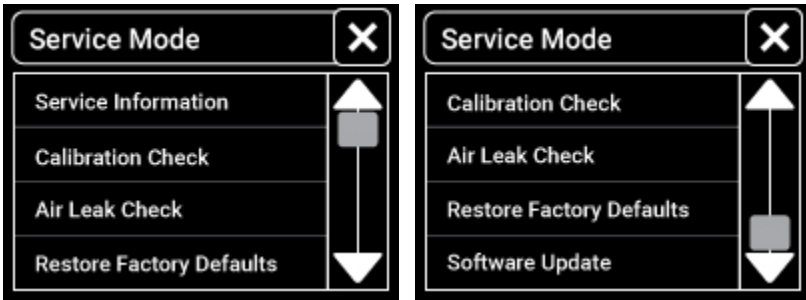 Service Mode
Service Information
Calibration Check
Air Leak Check
Restore Factory Defaults
Service Mode
Calibration Check
Air Leak Check
Restore Factory Defaults
Software Update